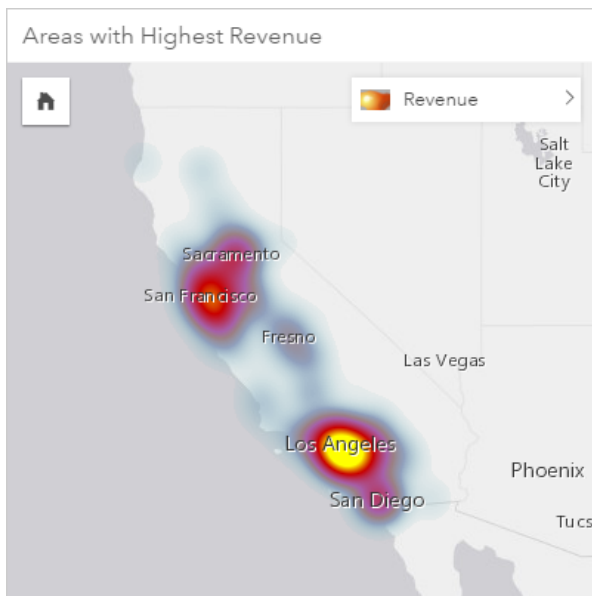 Areas with Highest Revenue
Revenue
Salt
Lake
City
Sacramento
San Francisco
Fresno
Las Vegas
Los Angeles
Phoenix
San Diego
Tucs